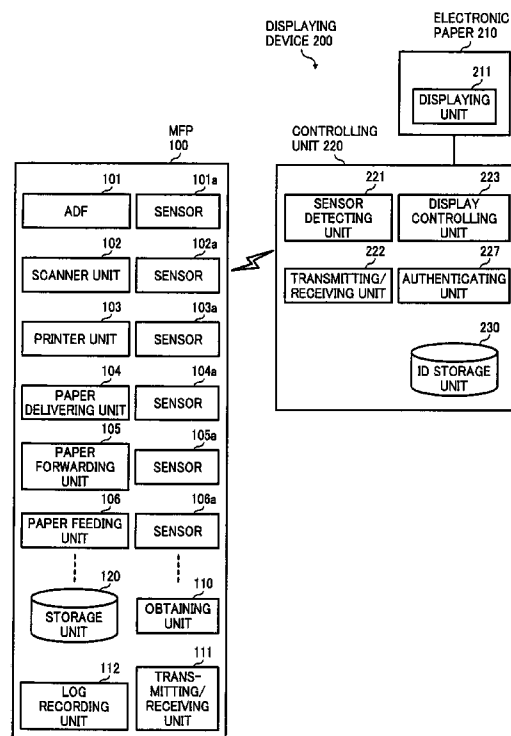 DISPLAYING
DEVICE 200
ELECTRONIC
PAPER 210
211
DISPLAYING
UNIT
CONTROLLING
UNIT 220
221
SENSOR
DETECTING
UNIT
223
DISPLAY
CONTROLLING
UNIT
222
TRANSMITTING/
RECEIVING UNIT
227
AUTHENTICATING
UNIT
230
ID STORAGE
UNIT
MFP
100
101
ADF
101a
SENSOR
102
SCANNER UNIT
102a
SENSOR
103
PRINTER UNIT
103a
SENSOR
104
PAPER
DELIVERING UNIT
104a
SENSOR
105
PAPER
FORWARDING
UNIT
105a
SENSOR
106
PAPER FEEDING
UNIT
106a
SENSOR
120
STORAGE
UNIT
110
OBTAINING
UNIT
112
LOG
RECORDING
UNIT
111
TRANS-
MITTING/
RECEIVING UNIT